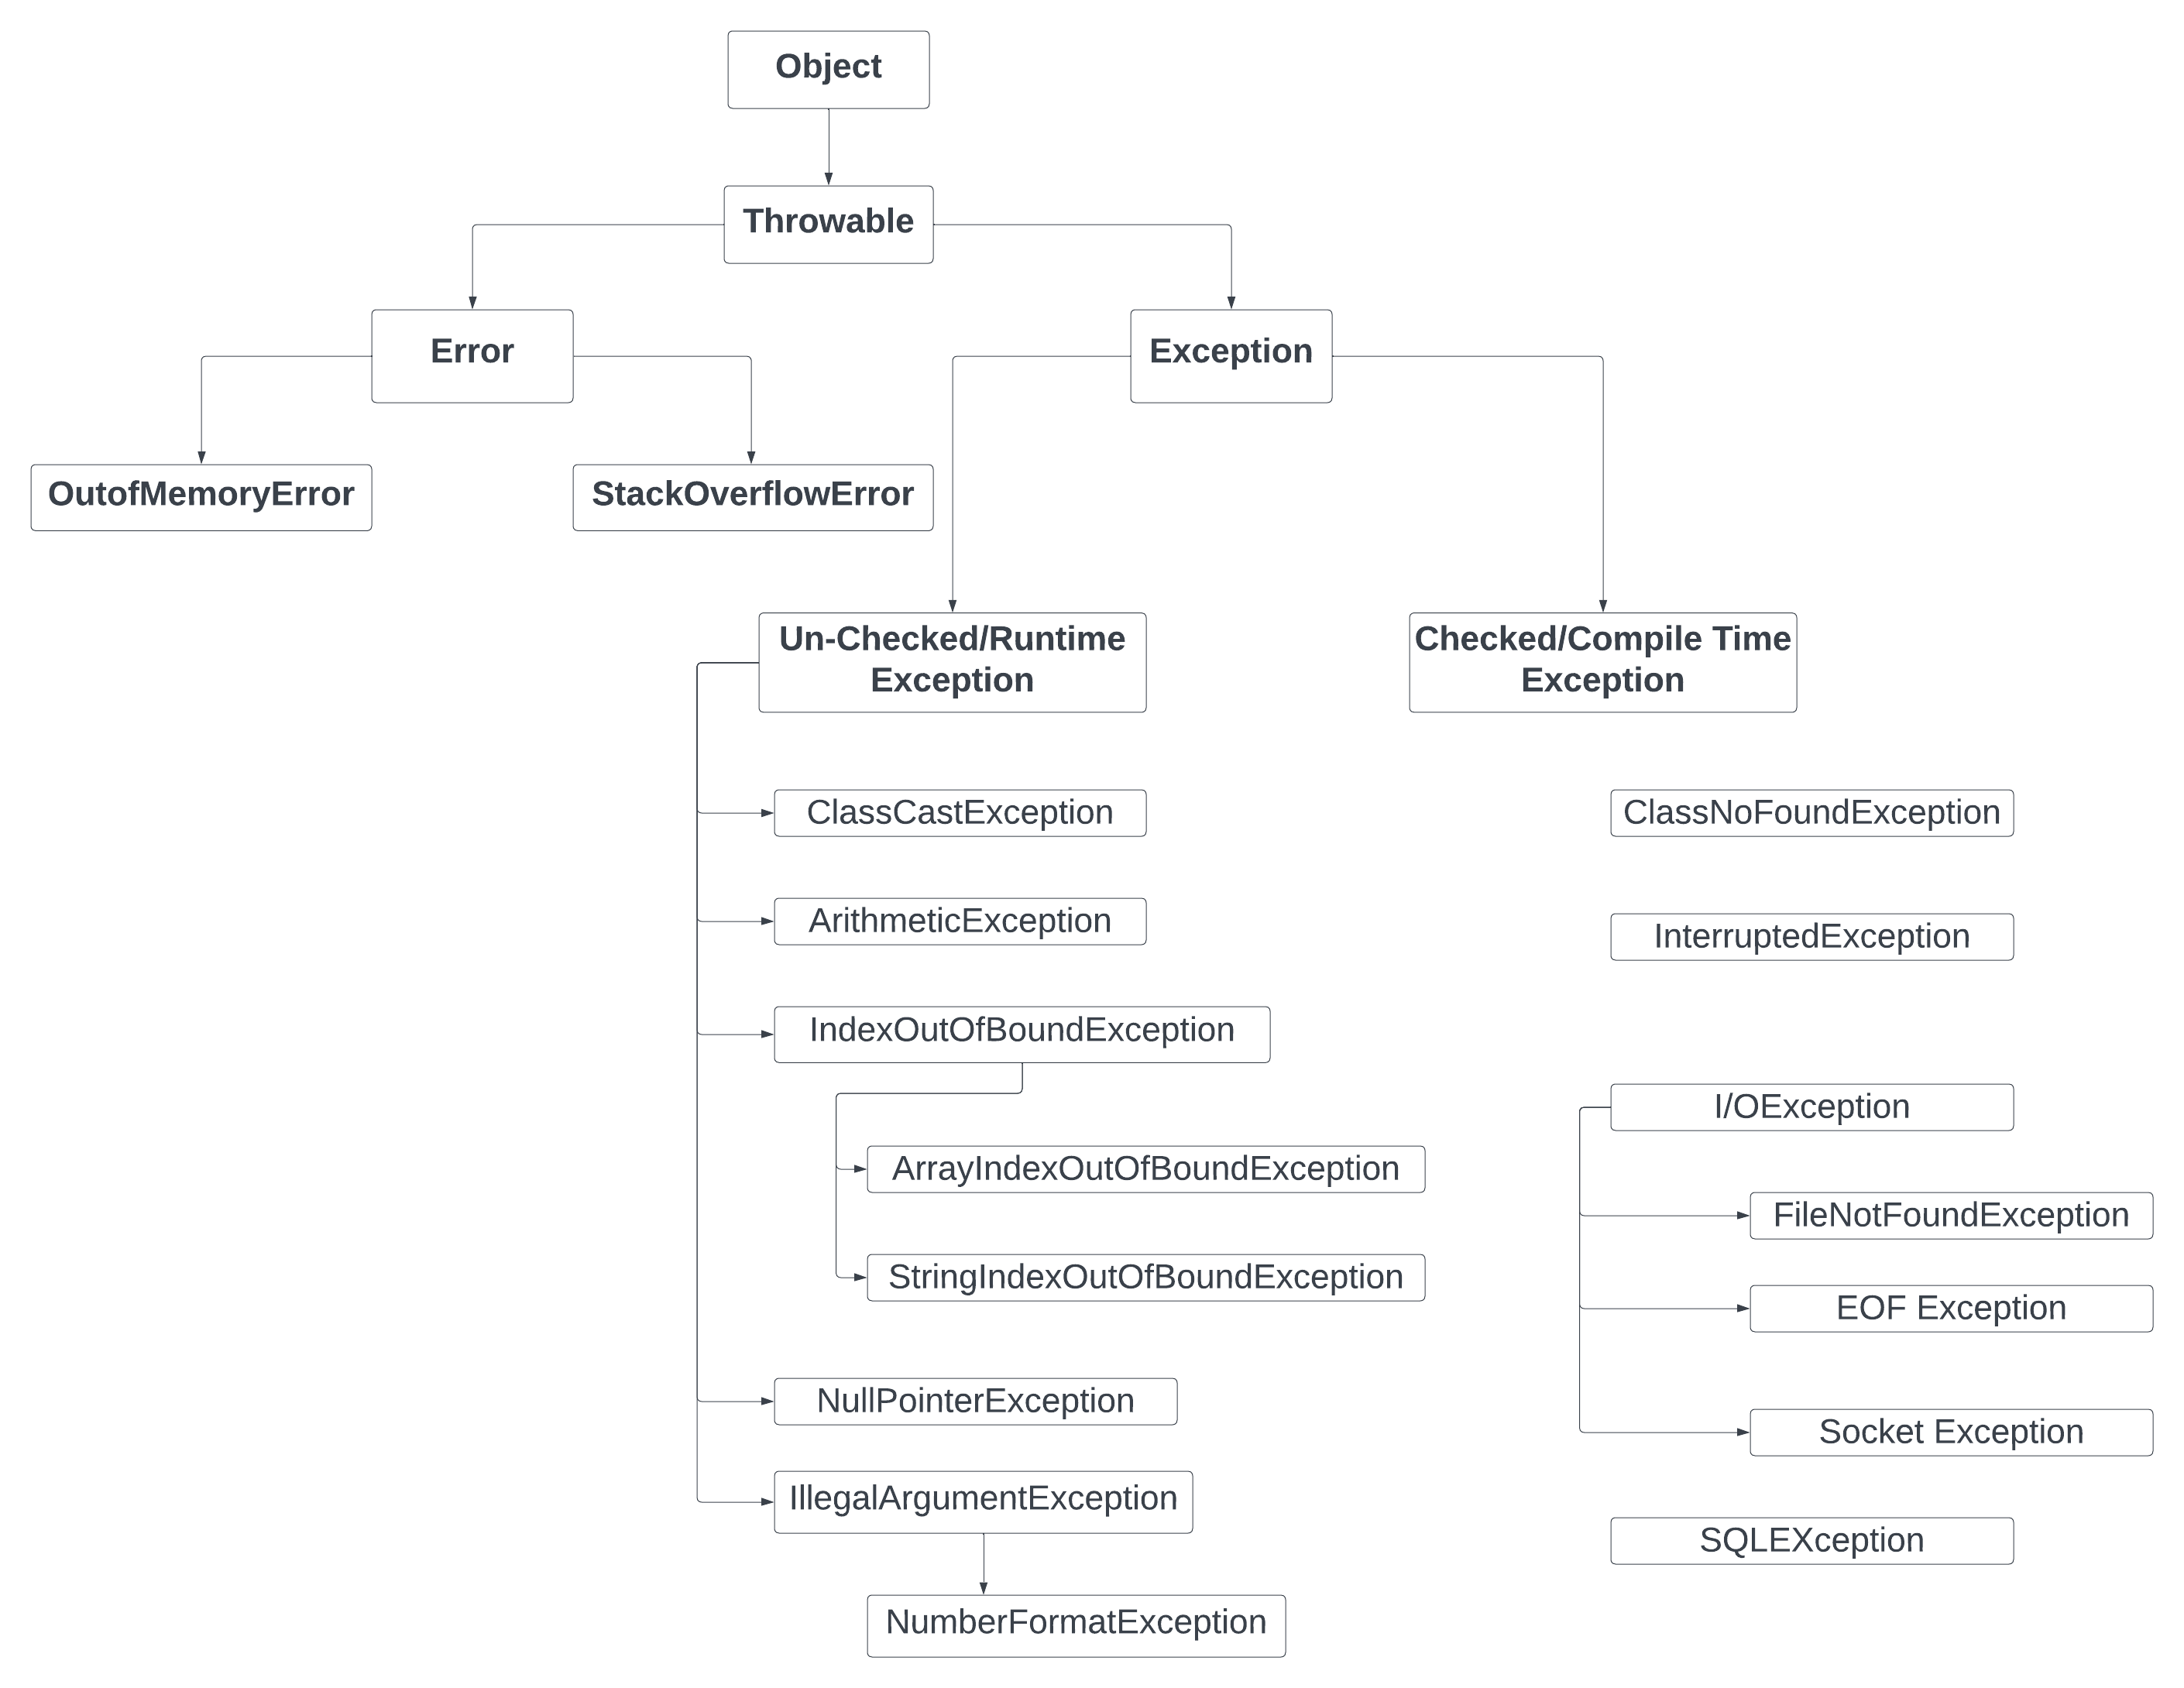 Object
Throwable
Error
Exception
OutofMemoryError
StackOverflowError
Un-Checked/Runtime
Exception
Checked/Compile Time
Exception
ClassCastException
ClassNoFoundException
ArithmeticException
InterruptedException
IndexOutOfBoundException
I/OException
ArrayIndexOutOfBoundException
FileNotFoundException
StringIndexOutOfBoundException
EOF Exception
NullPointerException
Socket Exception
IllegalArgumentException
SQLEXception
NumberFormatException